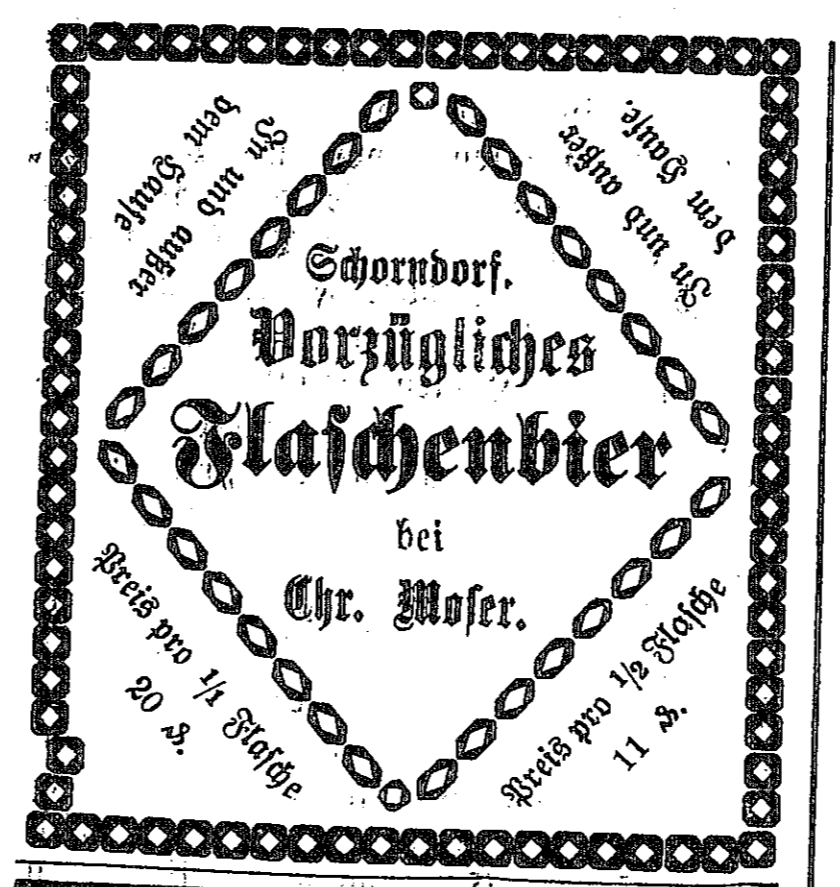 In und außer
dem Hause
In und außer
dem Hause.
Schorndorf.
Vorzügliches
Flaschenbier
bei
Chr. Moser.
Preis pro 1/1 Flasche
20 ₰.
Preis pro 1/2 Flasche
11 ₰.